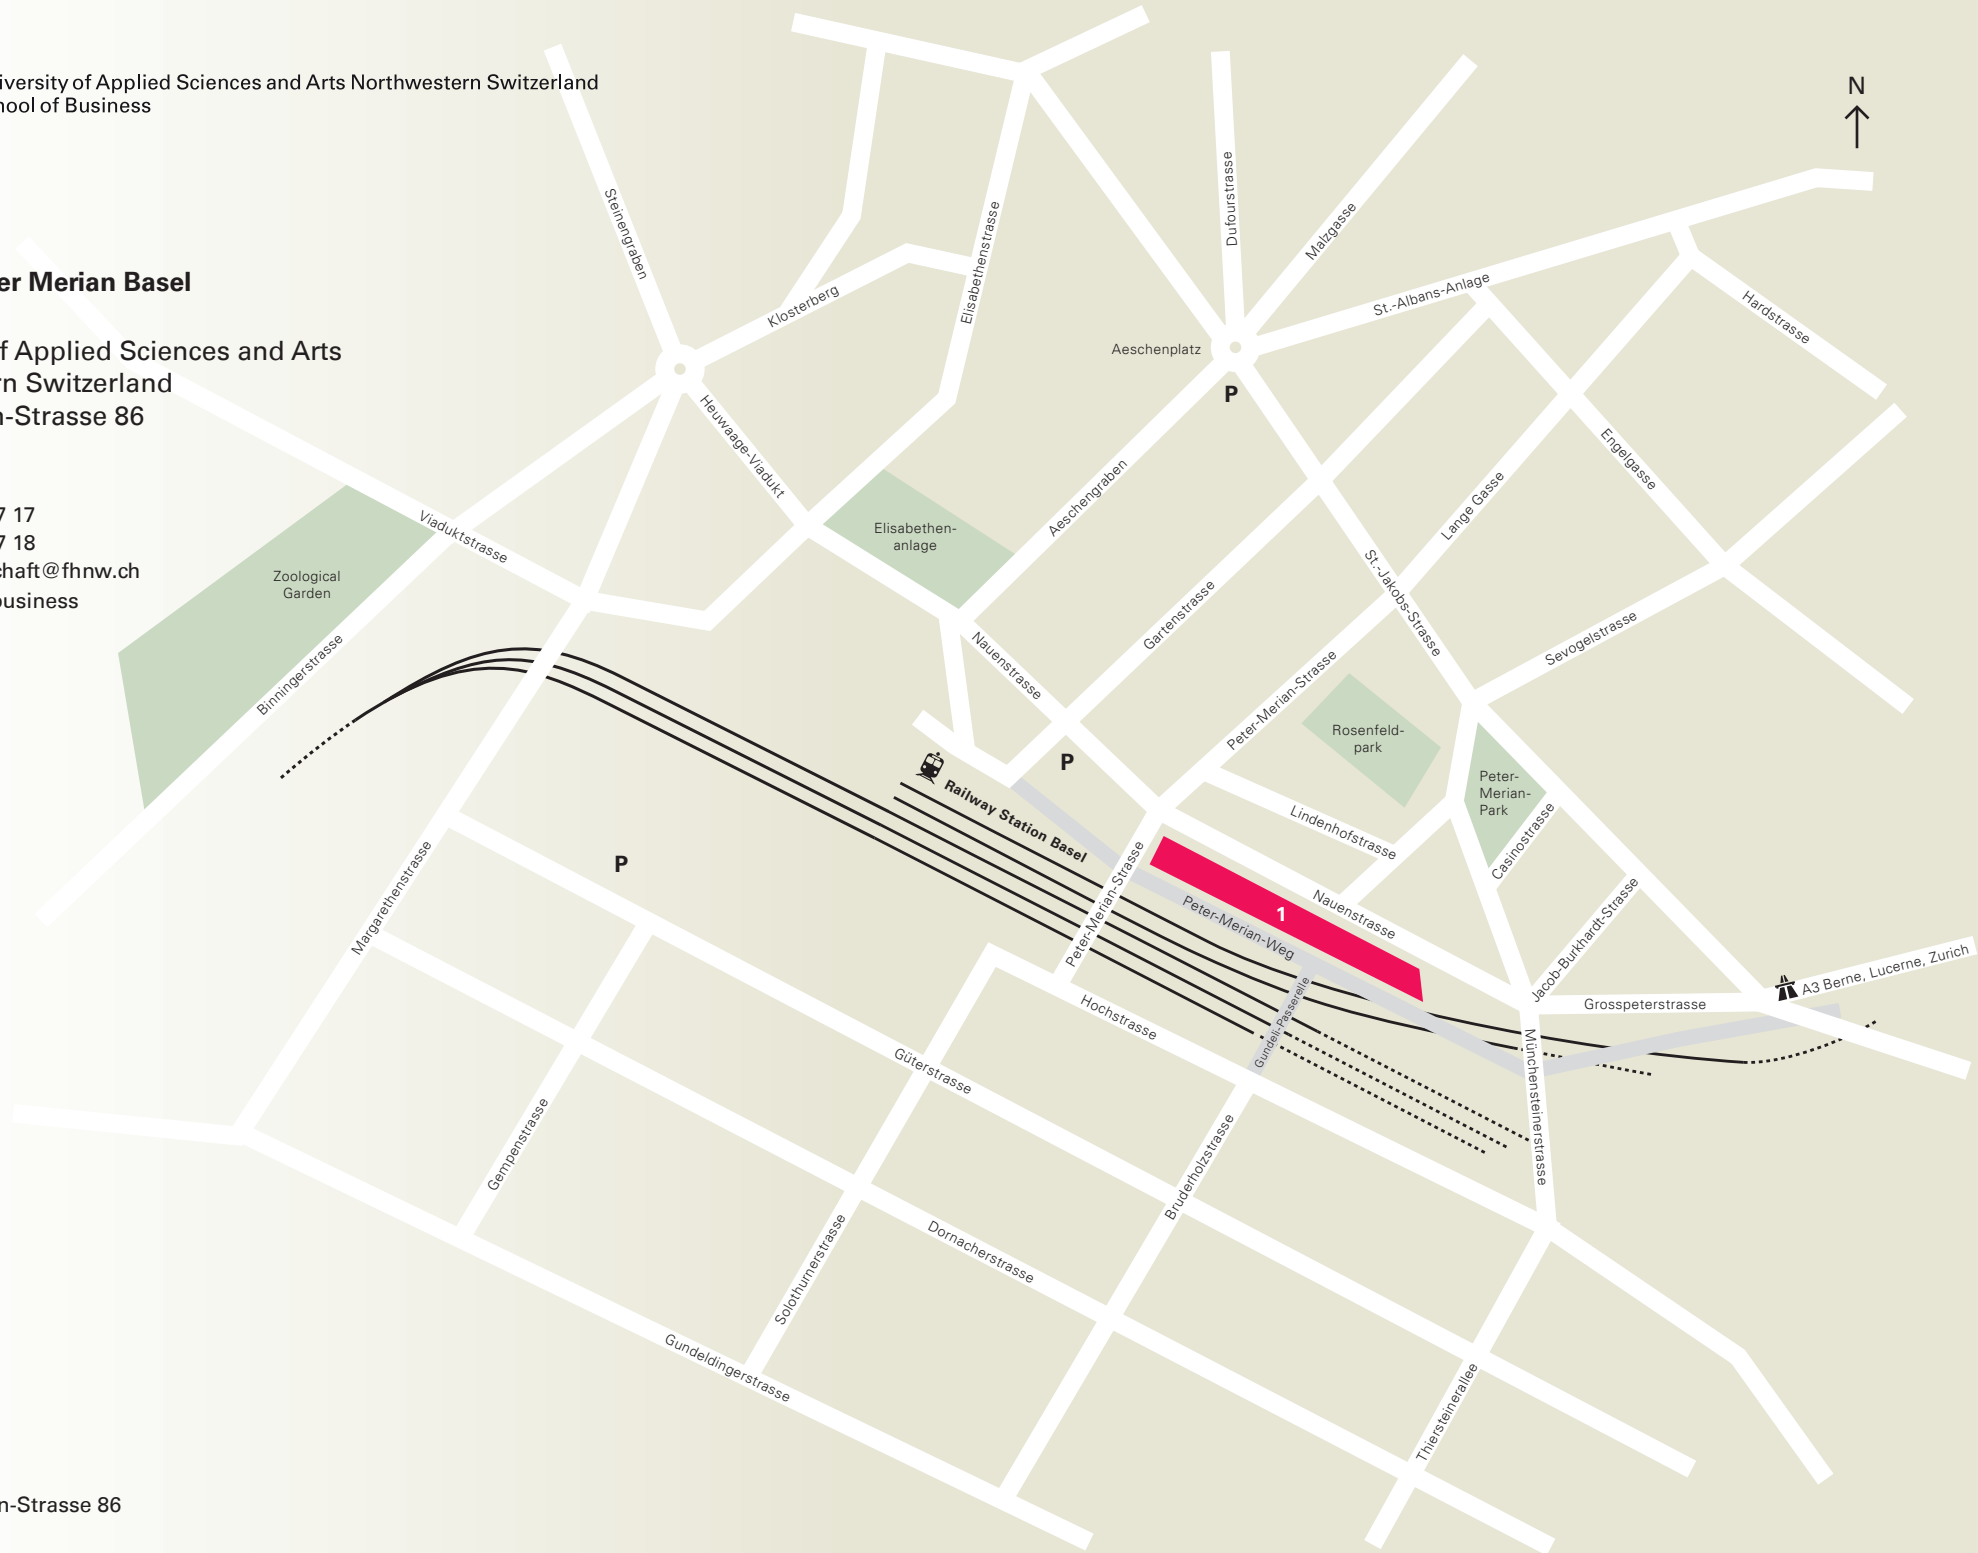 iversity of Applied Sciences and Arts Northwestern Switzerland
hool of Business
er Merian Basel
f Applied Sciences and Arts
rn Switzerland
n-Strasse 86
7 17
7 18
chaft@fhnw.ch
business
n-Strasse 86
N
Steinengraben
Klosterberg
Elisabethenstrasse
Dufourstrasse
Malzgasse
St.-Albans-Anlage
Hardstrasse
Aeschenplatz
P
Heuwaage-Viadukt
Viaduktstrasse
Elisabethen-
anlage
Aeschengraben
Lange Gasse
Engelgasse
Zoological
Garden
Binningerstrasse
Gartenstrasse
St.-Jakobs-Strasse
Sevogelstrasse
Nauenstrasse
Peter-Merian-Strasse
Rosenfeld-
park
P
Peter-
Merian-
Park
Railway Station Basel
Lindenhofstrasse
Casinostrasse
P
Margarethenstrasse
Peter-Merian-Strasse
1
Nauenstrasse
Peter-Merian-Weg
Jacob-Burkhardt-Strasse
A3 Berne, Lucerne, Zurich
Grosspeterstrasse
Hochstrasse
Gundeli-Passerelle
Güterstrasse
Münchensteinerstrasse
Gempenstrasse
Bruderholzstrasse
Solothurnerstrasse
Dornacherstrasse
Gundeldingerstrasse
Thiersteinerallee